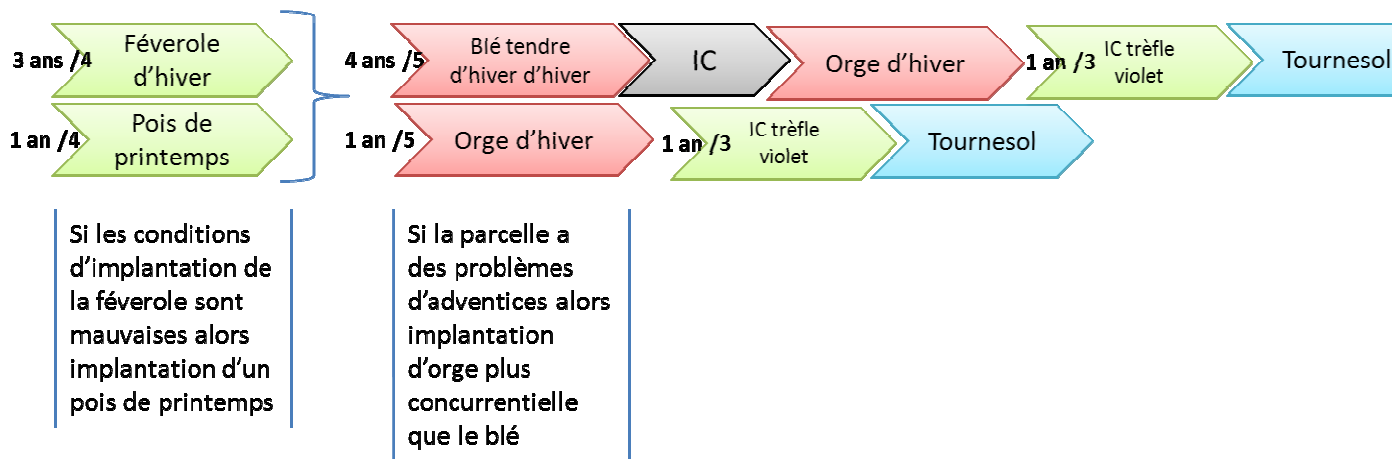 3 ans /4
Féverole
d'hiver
4 ans /5
Blé tendre
d'hiver d'hiver
IC
Orge d'hiver
1 an /3
IC trèfle
violet
Tournesol
1 an /4
Pois de
printemps
1 an /5
Orge d'hiver
1 an /3
IC trèfle
violet
Tournesol
Si les conditions
d'implantation de
la féverole sont
mauvaises alors
implantation d'un
pois de printemps
Si la parcelle a
des problèmes
d'adventices alors
implantation
d'orge plus
concurrentielle
que le blé